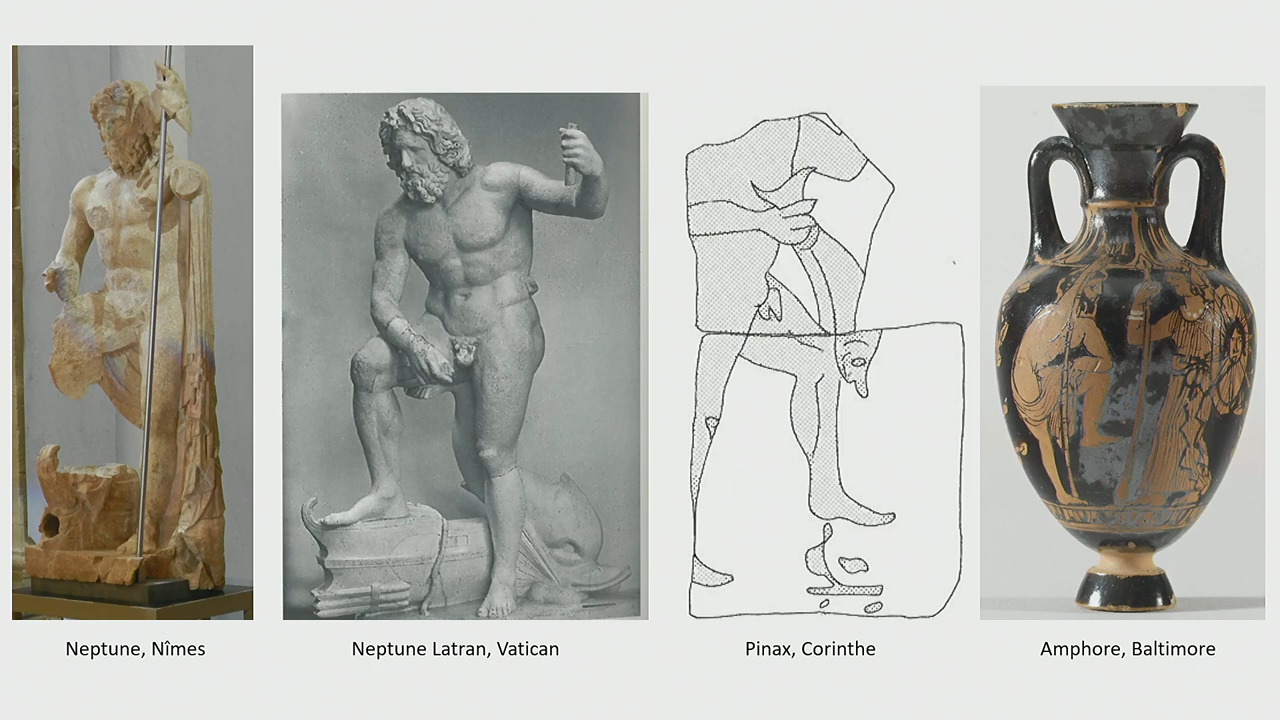 Neptune, Nîmes
Neptune Latran, Vatican
Pinax, Corinthe
Amphore, Baltimore